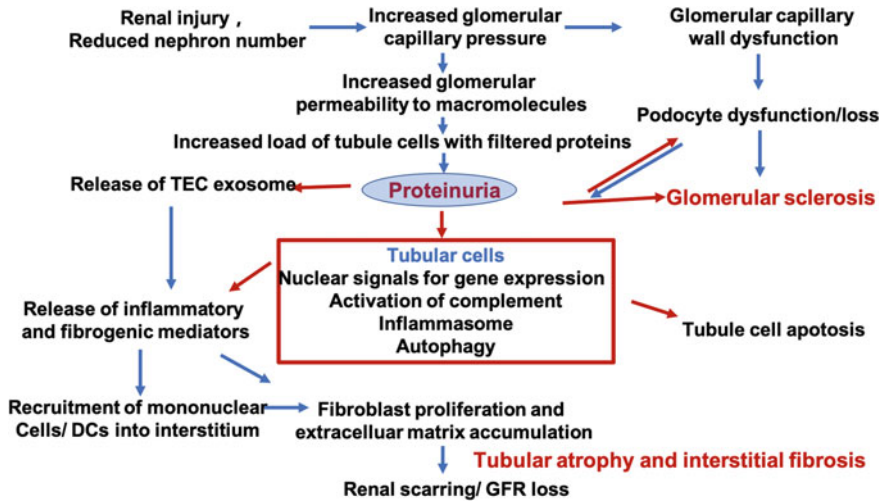 Renal injury ,
Reduced nephron number
Increased glomerular
capillary pressure
Glomerular capillary
wall dysfunction
Increased glomerular
permeability to macromolecules
Podocyte dysfunction/loss
Increased load of tubule cells with filtered proteins
Release of TEC exosome
Proteinuria
Glomerular sclerosis
Tubular cells
Nuclear signals for gene expression
Activation of complement
Inflammasome
Autophagy
Release of inflammatory
and fibrogenic mediators
Tubule cell apotosis
Recruitment of mononuclear
Cells/ DCs into interstitium
Fibroblast proliferation and
extracelluar matrix accumulation
Tubular atrophy and interstitial fibrosis
Renal scarring/ GFR loss